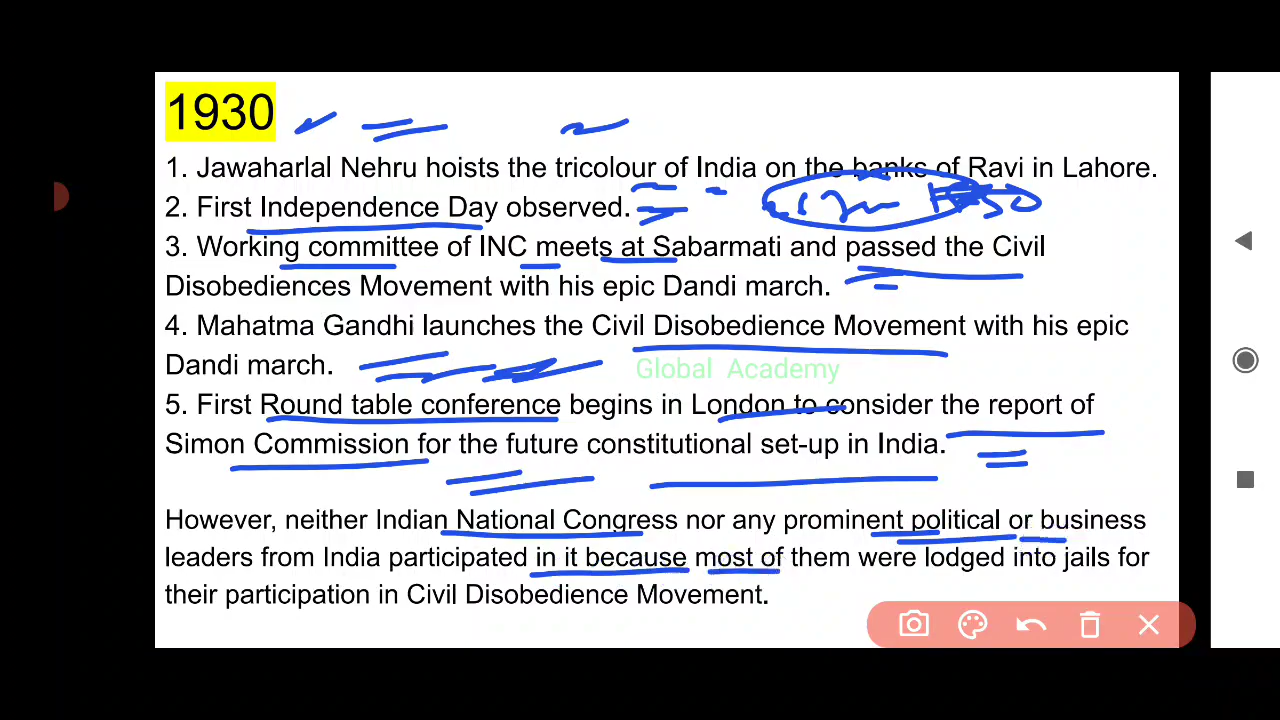 1930
1. Jawaharlal Nehru hoists the tricolour of India on the banks of Ravi in Lahore.
2. First Independence Day observed.
3. Working committee of INC meets at Sabarmati and passed the Civil
Disobediences Movement with his epic Dandi march.
4. Mahatma Gandhi launches the Civil Disobedience Movement with his epic
Dandi march.
Global Academy
5. First Round table conference begins in London to consider the report of
Simon Commission for the future constitutional set-up in India.
However, neither Indian National Congress nor any prominent political or business
leaders from India participated in it because most of them were lodged into jails for
their participation in Civil Disobedience Movement.